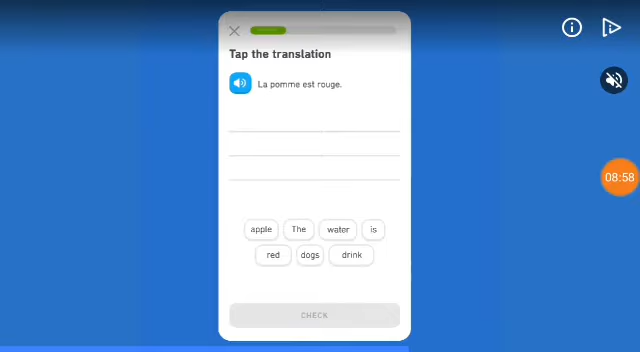 Tap the translation
La pomme est rouge.
apple The water is
red dogs drink
CHECK
08:58